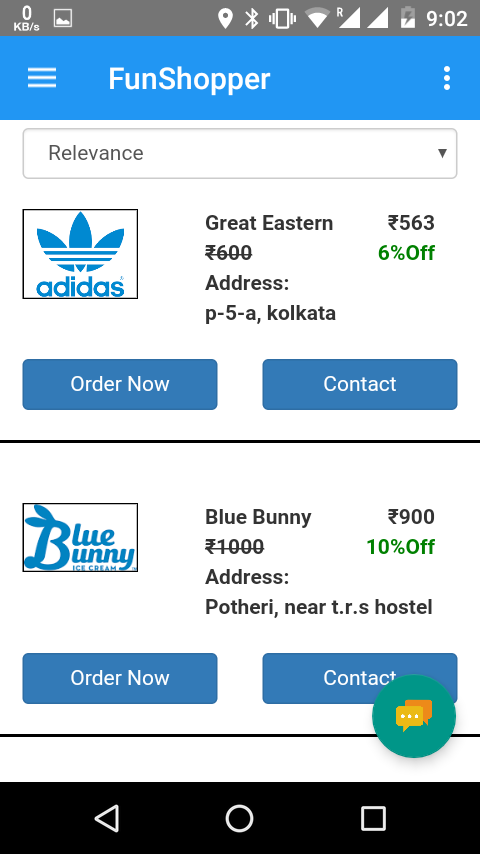 0
KB/s
R
9:02
FunShopper
Relevance
adidas
Great Eastern ₹563
₹600 6%Off
Address:
p-5-a, kolkata
Order Now Contact
Blue
Bunny
ICE CREAM
Blue Bunny ₹900
₹1000 10%Off
Address:
Potheri, near t.r.s hostel
Order Now Contact